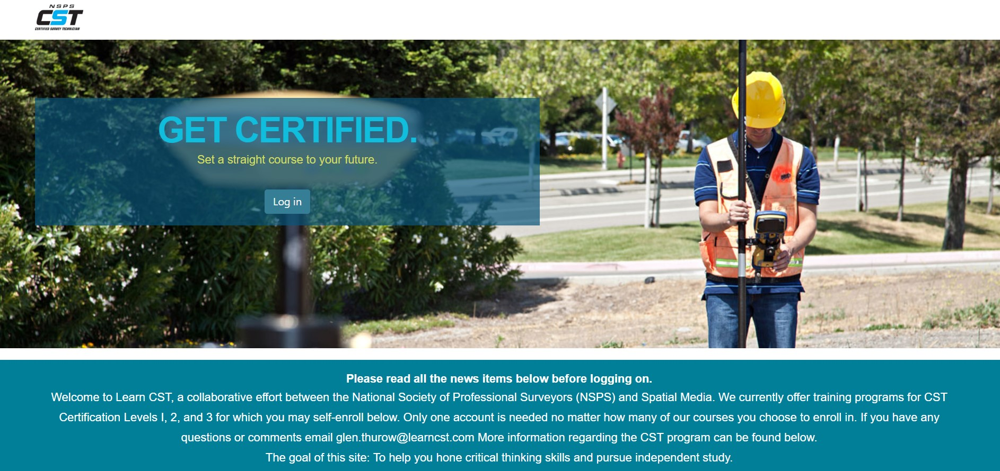 NSPS
CST
CERTIFIED SURVEY TECHNICIAN
GET CERTIFIED.
Set a straight course to your future.
Log in
Please read all the news items below before logging on.
Welcome to Learn CST, a collaborative effort between the National Society of Professional Surveyors (NSPS) and Spatial Media. We currently offer training programs for CST
Certification Levels I, 2, and 3 for which you may self-enroll below. Only one account is needed no matter how many of our courses you choose to enroll in. If you have any
questions or comments email glen.thurow@learncst.com More information regarding the CST program can be found below.
The goal of this site: To help you hone critical thinking skills and pursue independent study.